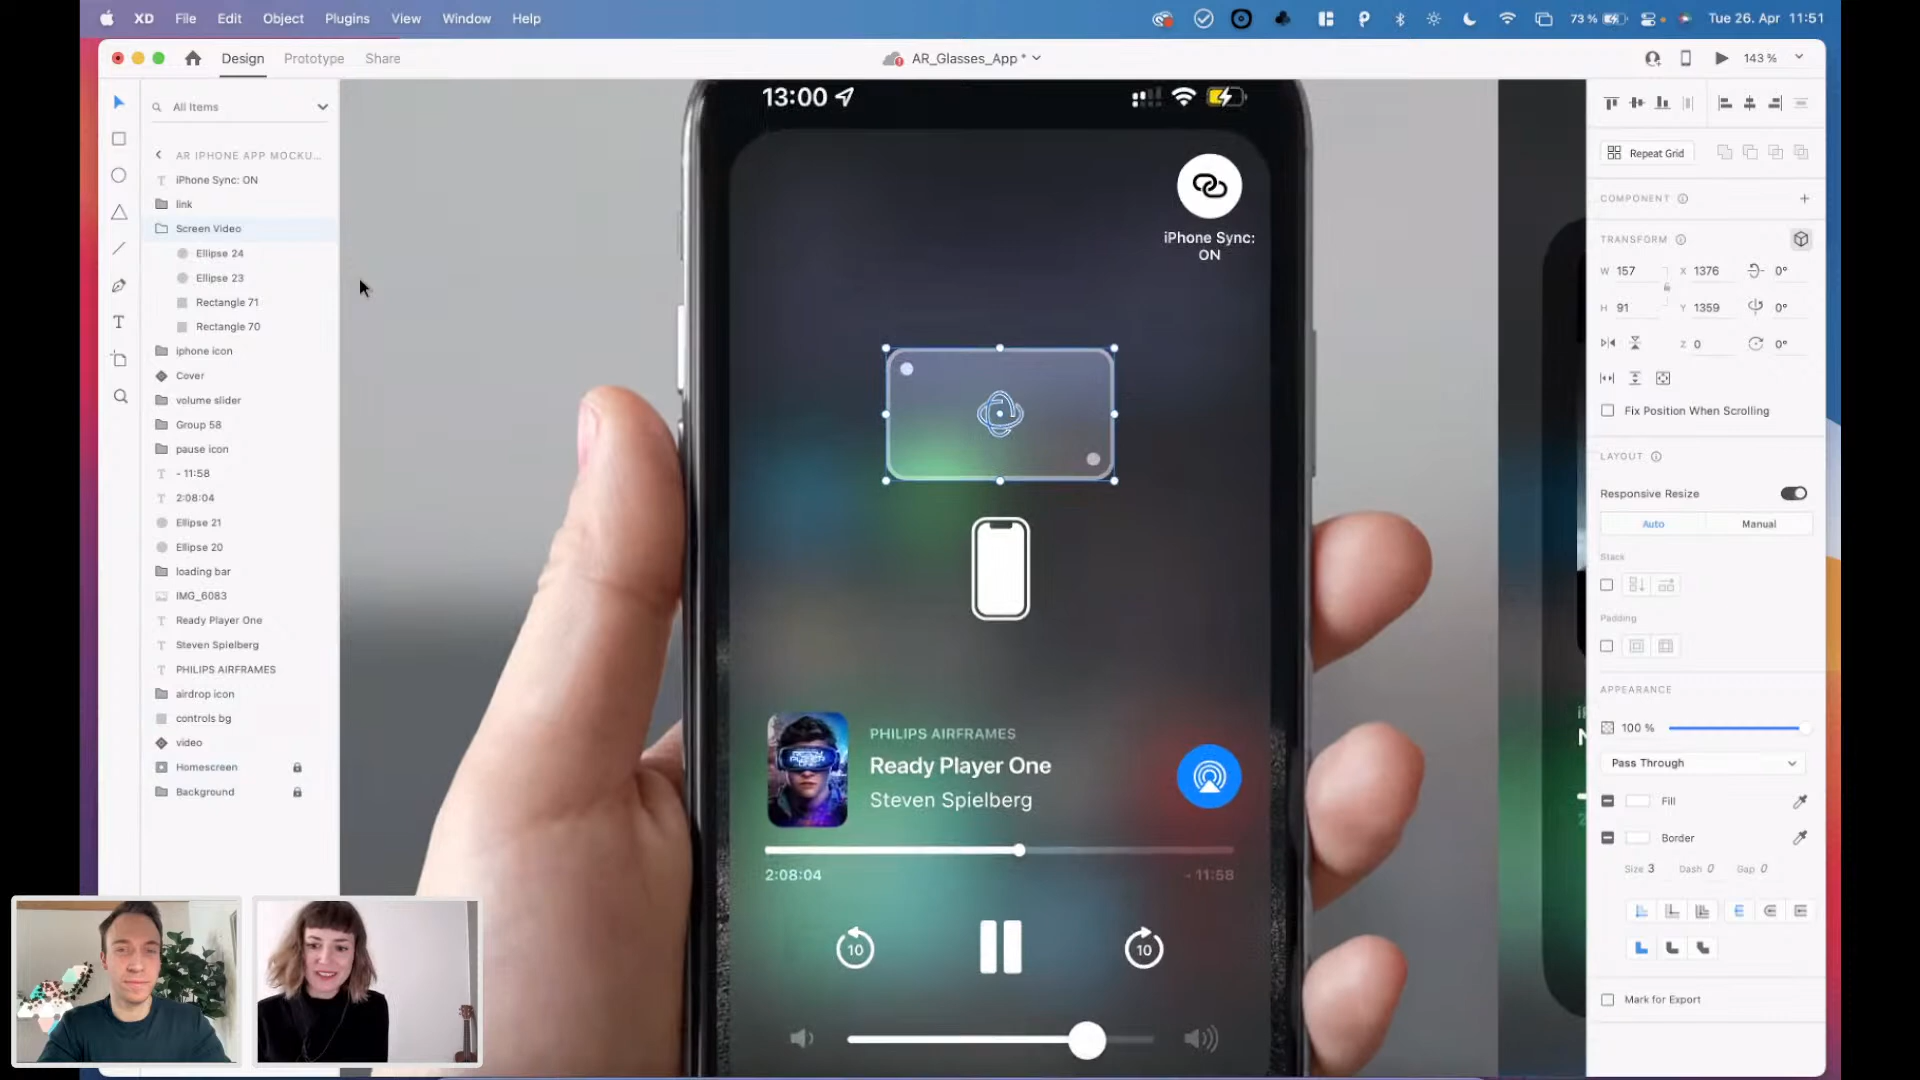 XD File Edit Object Plugins View Window Help
73 % Tue 26. Apr 11:51
Design Prototype Share
AR_Glasses_App *
143 %
All Items
AR IPHONE APP MOCKU...
iPhone Sync: ON
link
Screen Video
Ellipse 24
Ellipse 23
Rectangle 71
Rectangle 70
iphone icon
Cover
volume slider
Group 58
pause icon
- 11:58
2:08:04
Ellipse 21
Ellipse 20
loading bar
IMG_6083
Ready Player One
Steven Spielberg
PHILIPS AIRFRAMES
airdrop icon
controls bg
video
Homescreen
Background
13:00
iPhone Sync:
ON
PHILIPS AIRFRAMES
Ready Player One
Steven Spielberg
2:08:04
- 11:58
10
10
Repeat Grid
COMPONENT
TRANSFORM
W 157 X 1376 0°
H 91 Y 1359 0°
Z 0 0°
Fix Position When Scrolling
LAYOUT
Responsive Resize
Auto Manual
Stack
Padding
APPEARANCE
100 %
Pass Through
Fill
Border
Size 3 Dash 0 Gap 0
Mark for Export